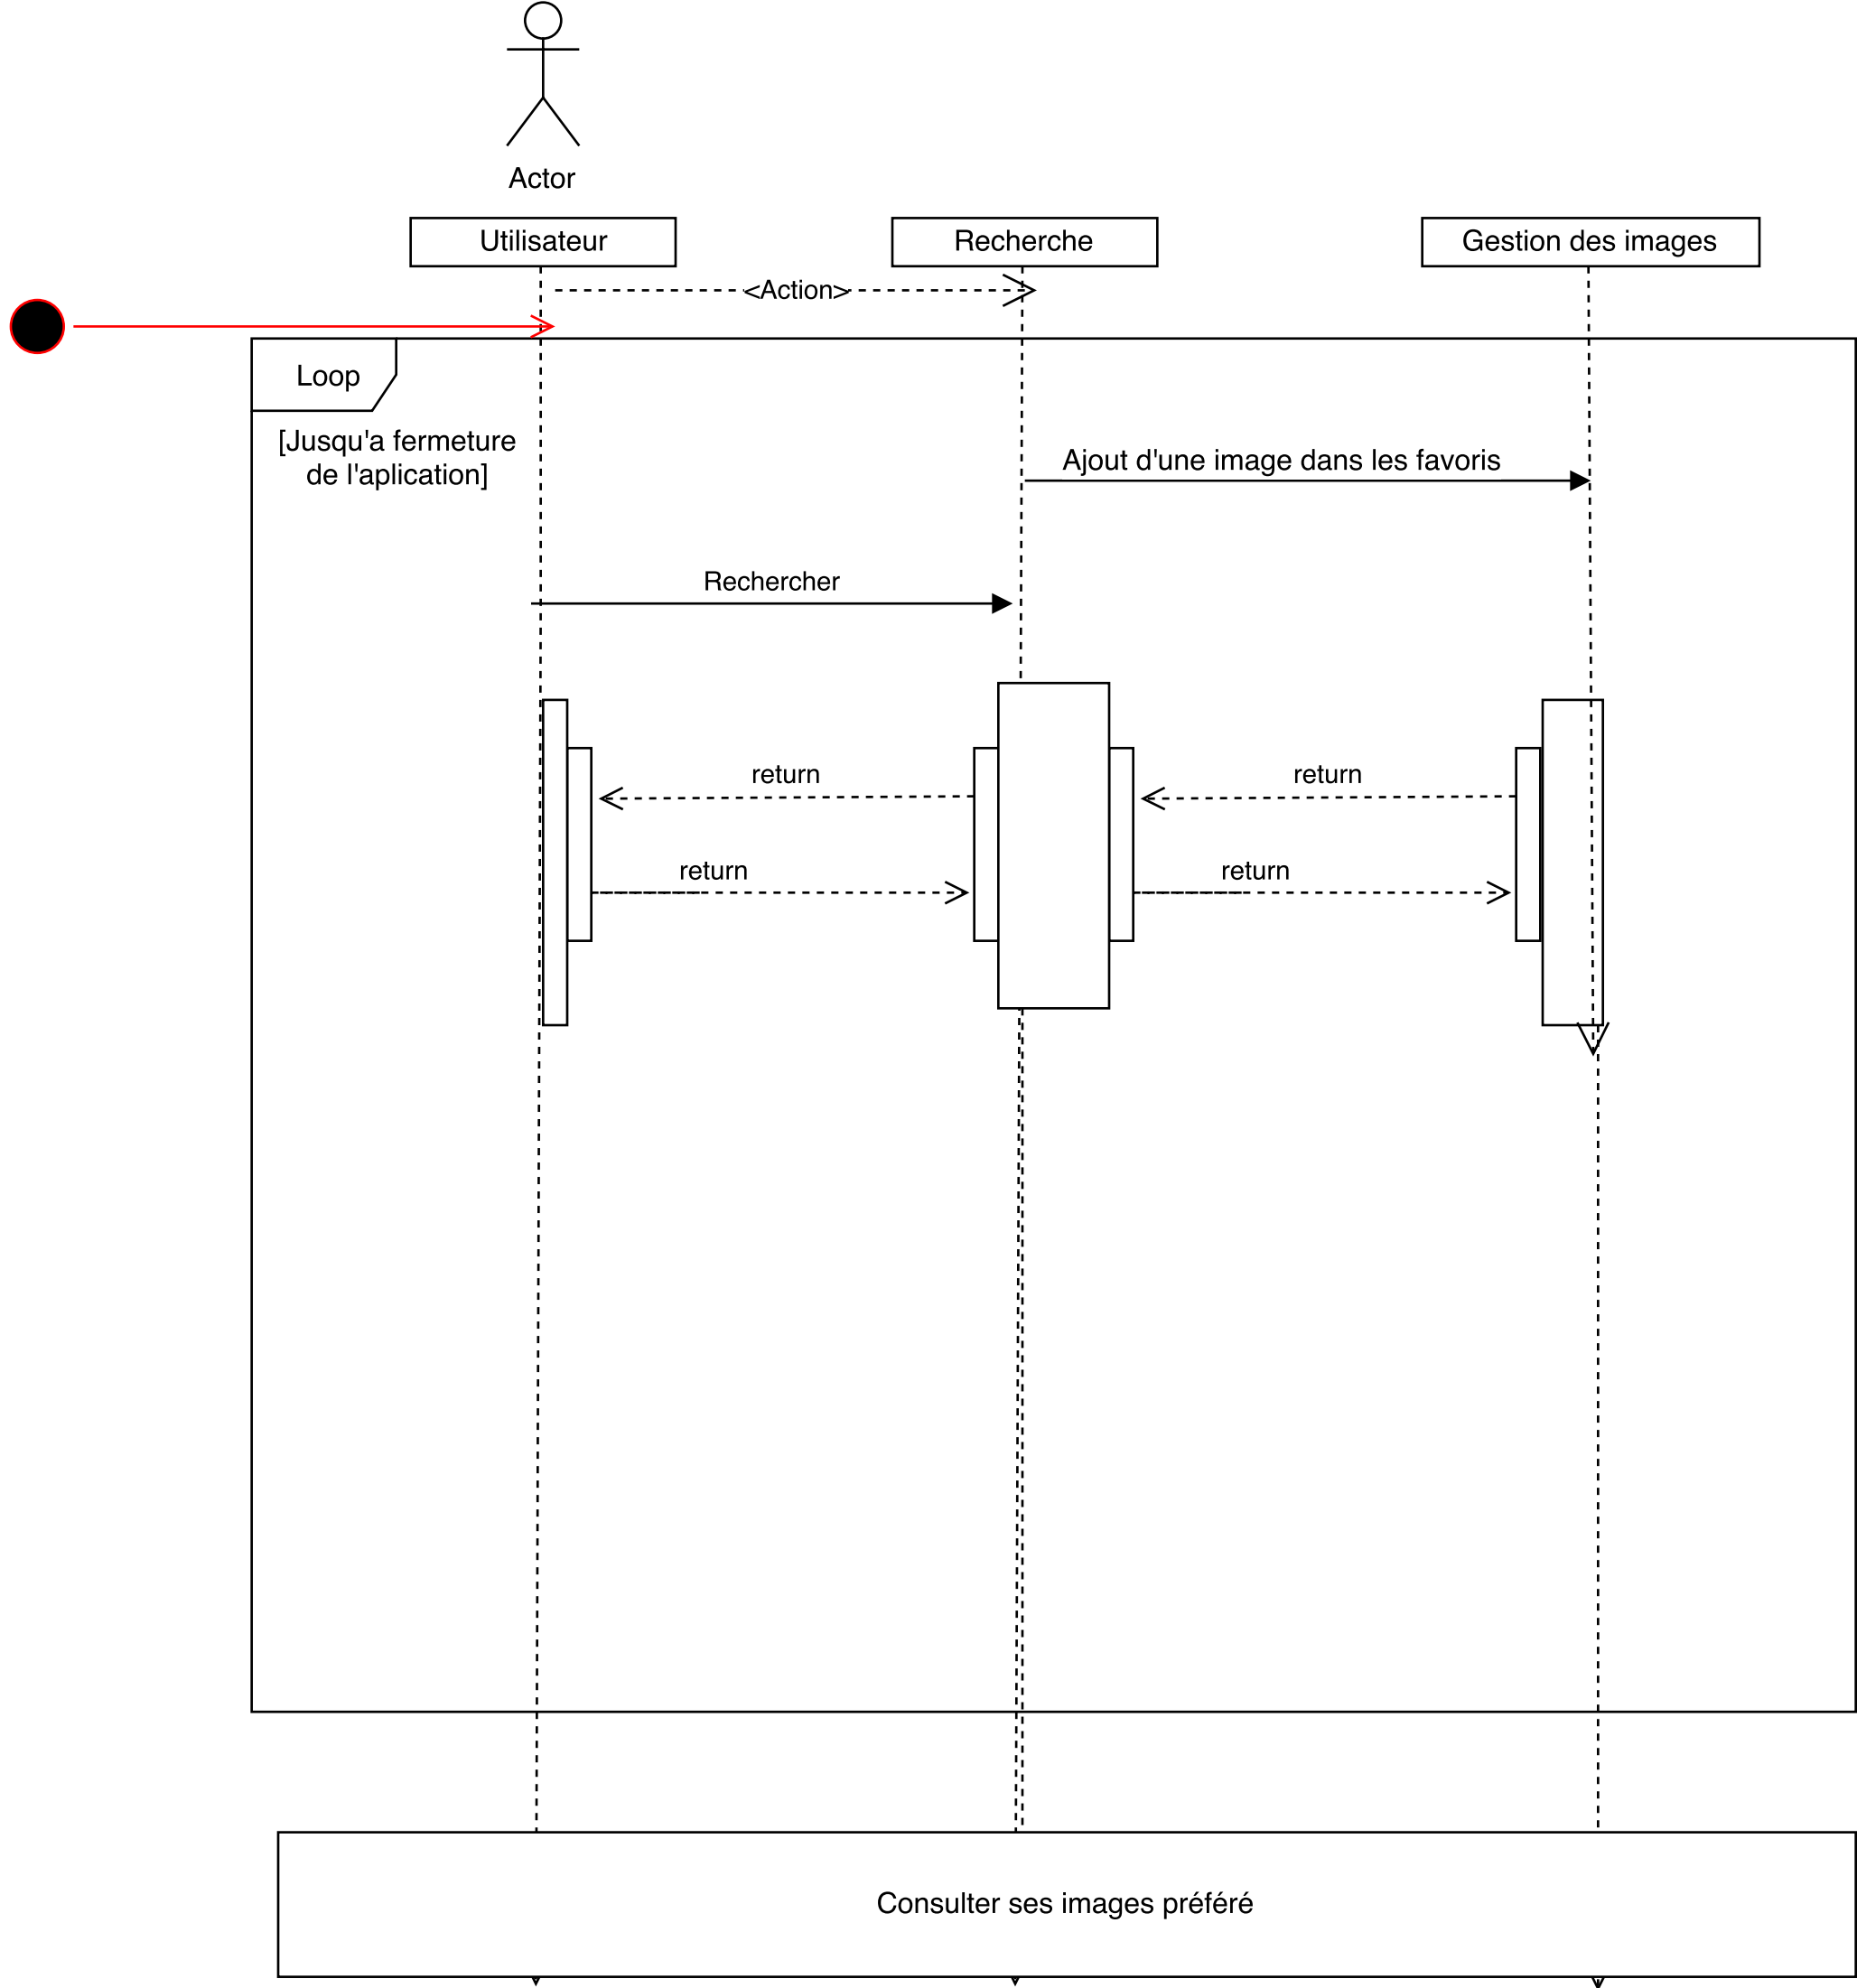 Actor
Utilisateur
Recherche
Gestion des images
<Action>
Loop
[Jusqu'a fermeture
de l'aplication]
Ajout d'une image dans les favoris
Rechercher
return
return
return
return
Consulter ses images préféré